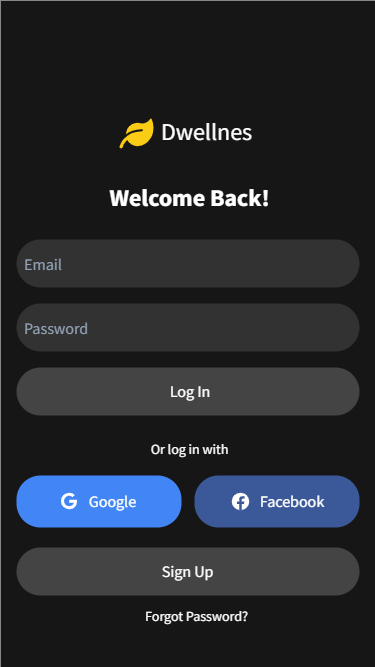 Dwellnes
Welcome Back!
Email
Password
Log In
Or log in with
Google
Facebook
Sign Up
Forgot Password?